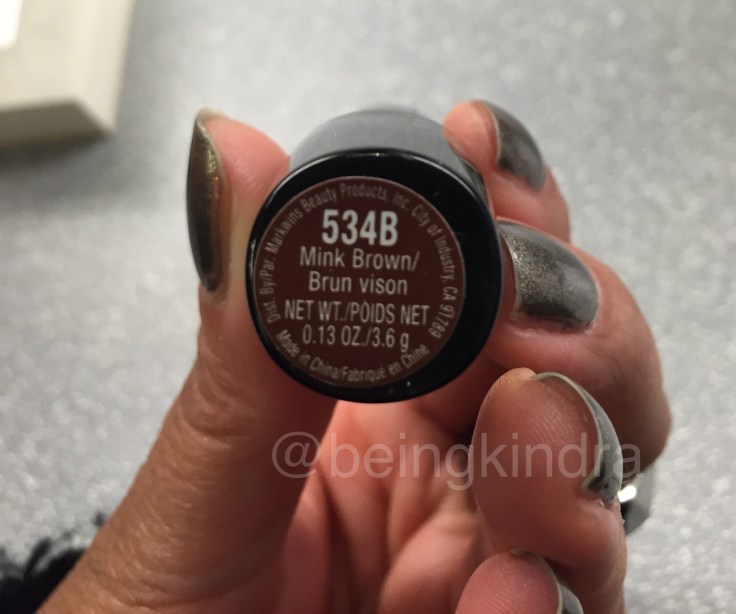 Dist. By/Par. Markwins Beauty Products, Inc. City of Industry, CA 91789
534B
Mink Brown/
Brun vison
NET WT./POIDS NET
0.13 OZ./3.6 g
Made in China/Fabriqué en Chine
@beingkindra